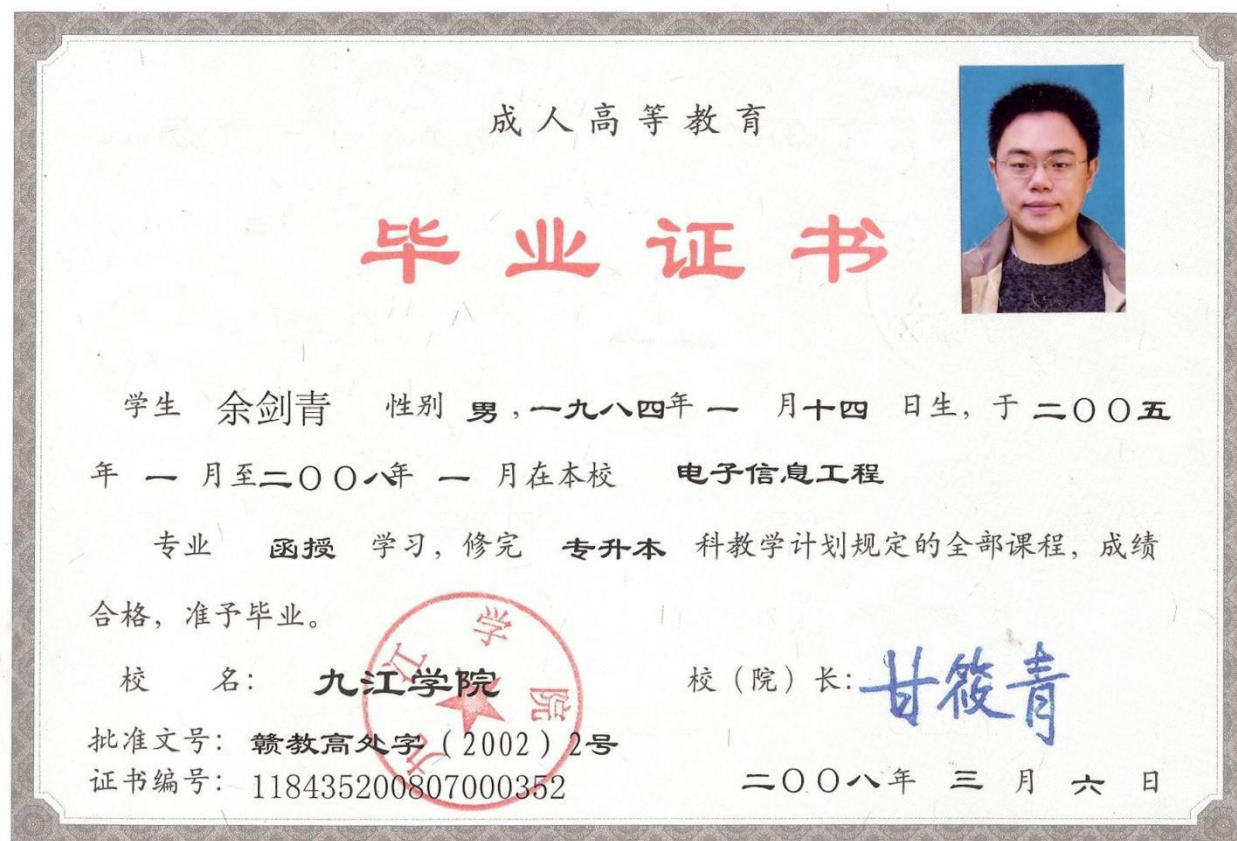 成人高等教育
毕业证书
学生 余剑青 性别 男，一九八四年 一 月十四 日生，于 二〇〇五
年 一 月至二〇〇八年 一 月在本校 电子信息工程
专业 函授 学习，修完 专升本 科教学计划规定的全部课程，成绩
合格，准予毕业。
校 名： 九江学院 校（院）长：甘筱青
批准文号：赣教高处字（2002）2号
证书编号：118435200807000352 二〇〇八年 三 月 六 日
九江学院